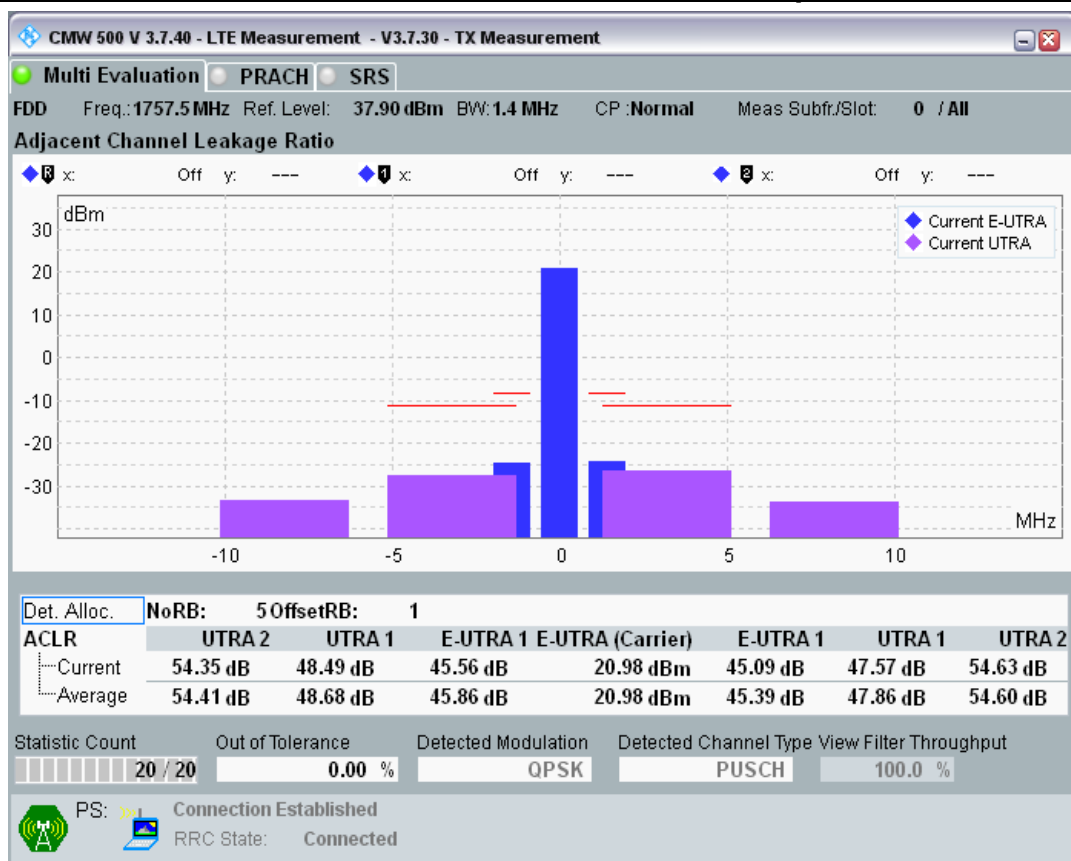 CMW 500 V 3.7.40 - LTE Measurement - V3.7.30 - TX Measurement
Multi Evaluation PRACH SRS
FDD Freq.: 1757.5 MHz Ref. Level: 37.90 dBm BW: 1.4 MHz CP :Normal Meas Subfr./Slot: 0 / All
Adjacent Channel Leakage Ratio
R x: Off y: --- 1 x: Off y: --- 2 x: Off y: ---
dBm
Current E-UTRA
Current UTRA
30
20
10
0
-10
-20
-30
MHz
-10 -5 0 5 10
Det. Alloc. NoRB: 5 OffsetRB: 1
ACLR UTRA 2 UTRA 1 E-UTRA 1 E-UTRA (Carrier) E-UTRA 1 UTRA 1 UTRA 2
Current 54.35 dB 48.49 dB 45.56 dB 20.98 dBm 45.09 dB 47.57 dB 54.63 dB
Average 54.41 dB 48.68 dB 45.86 dB 20.98 dBm 45.39 dB 47.86 dB 54.60 dB
Statistic Count Out of Tolerance Detected Modulation Detected Channel Type View Filter Throughput
20 / 20 0.00 % QPSK PUSCH 100.0 %
PS: Connection Established
RRC State: Connected